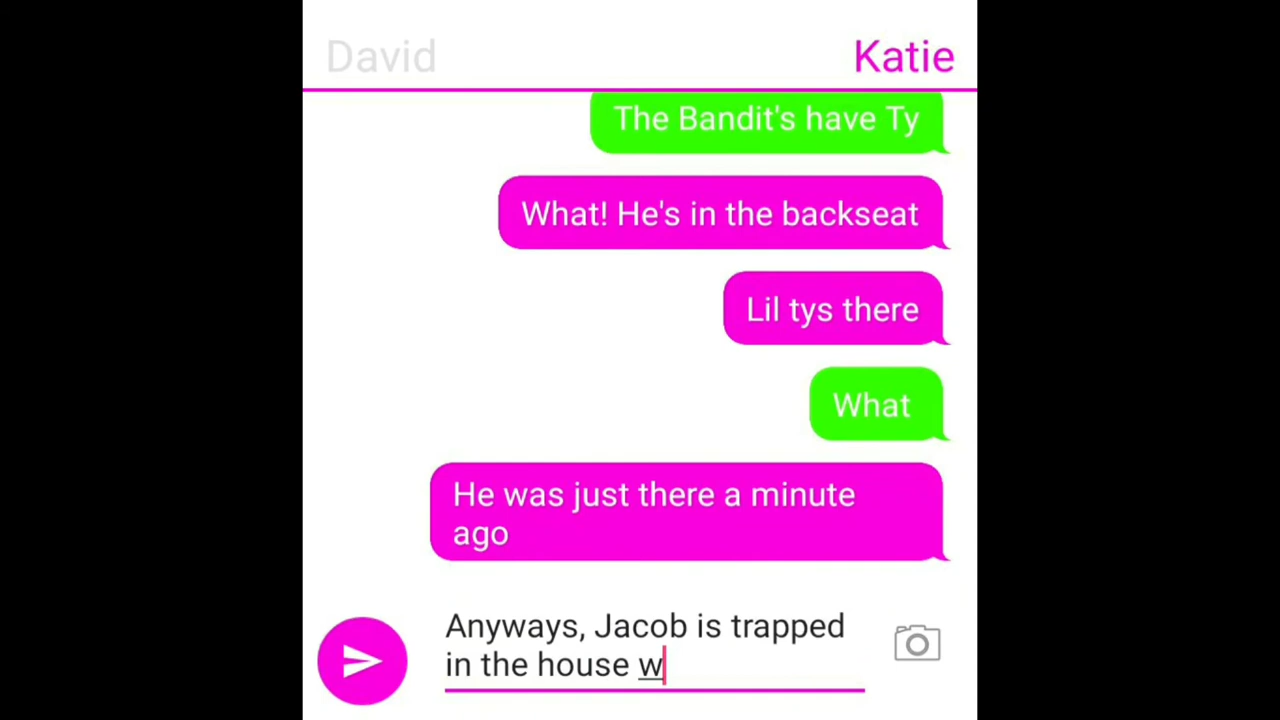 David
Katie
The Bandit's have Ty
What! He's in the backseat
Lil tys there
What
He was just there a minute
ago
Anyways, Jacob is trapped
in the house w